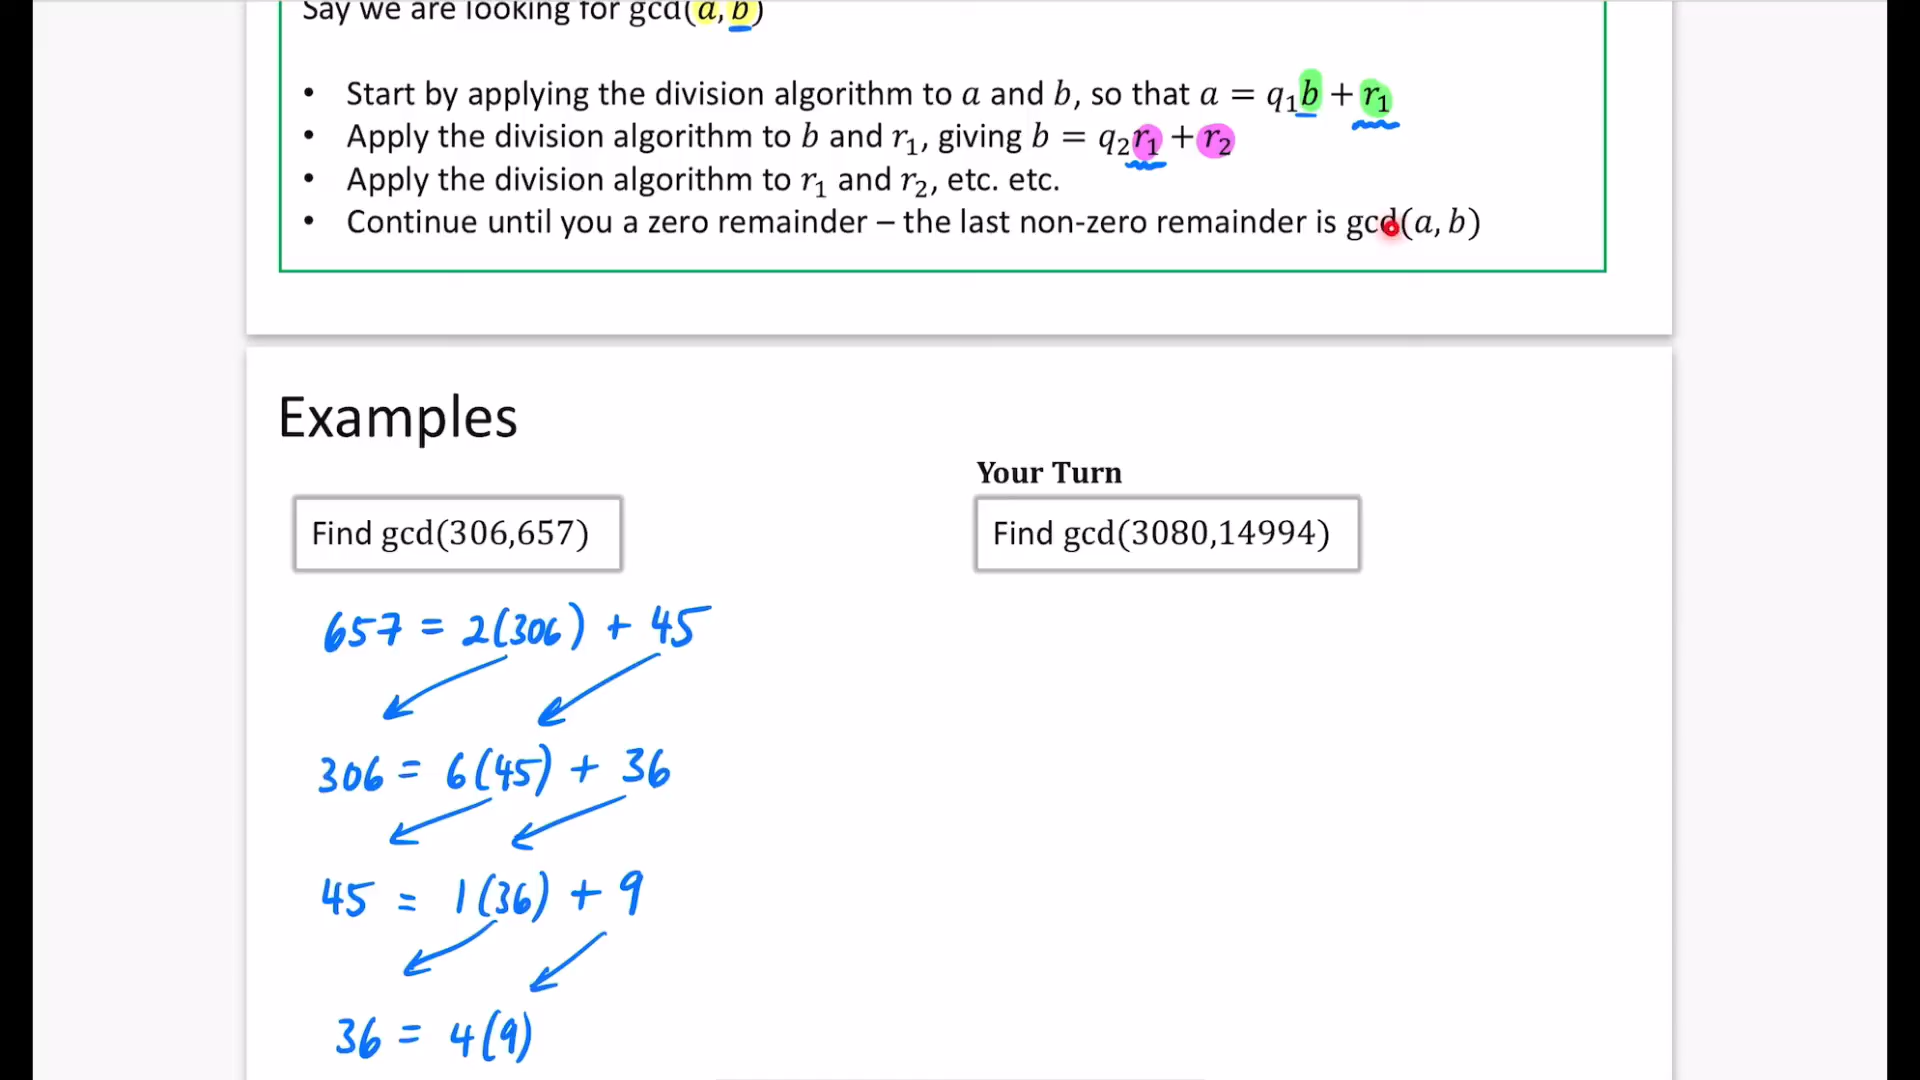 Say we are looking for gcd(a, b)
• Start by applying the division algorithm to a and b, so that a = q₁b + r₁
• Apply the division algorithm to b and r₁, giving b = q₂r₁ + r₂
• Apply the division algorithm to r₁ and r₂, etc. etc.
• Continue until you a zero remainder – the last non-zero remainder is gcd(a, b)
Examples
Find gcd(306,657)
657 = 2(306) + 45
306 = 6(45) + 36
45 = 1(36) + 9
36 = 4(9)
Your Turn
Find gcd(3080,14994)